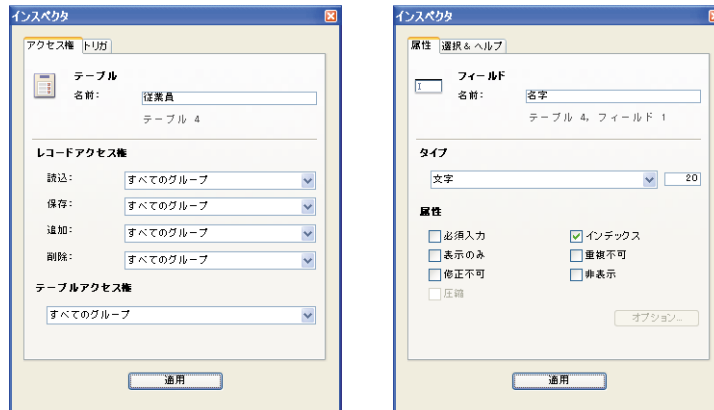 インスペクタ
アクセス権 トリガ
テーブル
名前: 従業員
テーブル 4
レコードアクセス権
読込: すべてのグループ
保存: すべてのグループ
追加: すべてのグループ
削除: すべてのグループ
テーブルアクセス権
すべてのグループ
適用
インスペクタ
属性 選択 & ヘルプ
フィールド
名前: 名字
テーブル 4, フィールド 1
タイプ
文字 20
属性
必須入力 インデックス
表示のみ 重複不可
修正不可 非表示
圧縮
オプション...
適用